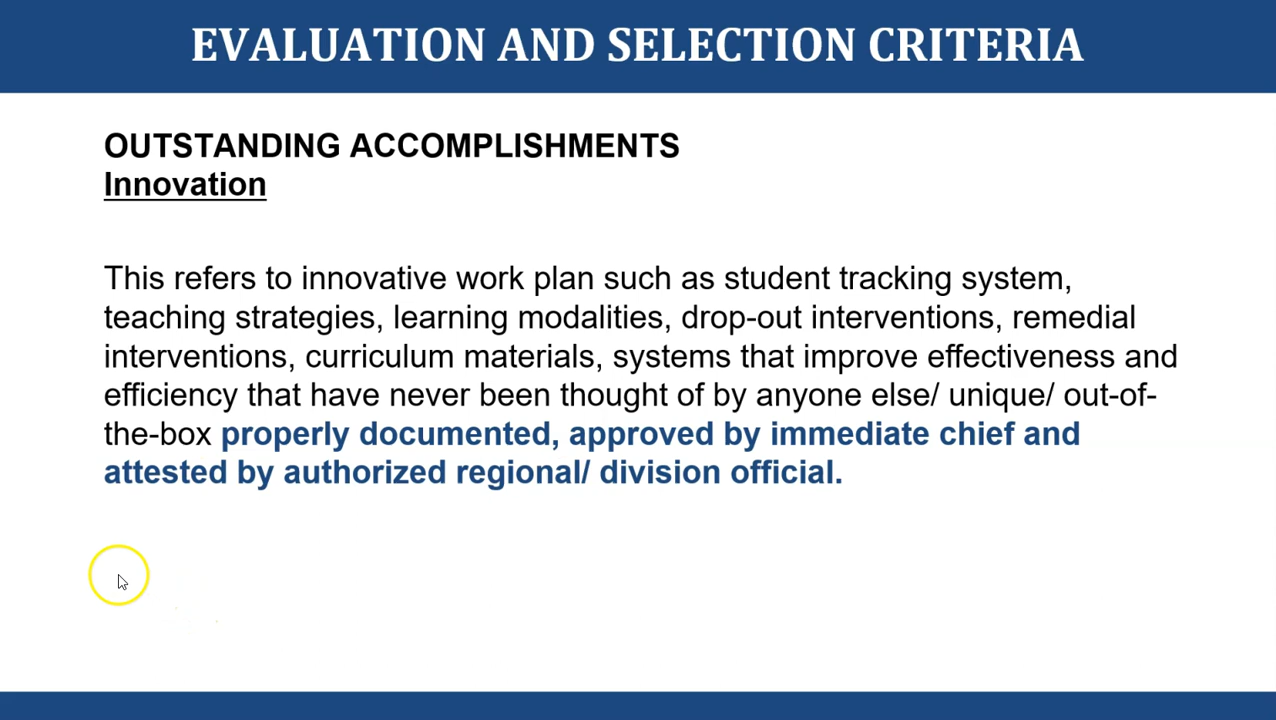 EVALUATION AND SELECTION CRITERIA
OUTSTANDING ACCOMPLISHMENTS
Innovation
This refers to innovative work plan such as student tracking system,
teaching strategies, learning modalities, drop-out interventions, remedial
interventions, curriculum materials, systems that improve effectiveness and
efficiency that have never been thought of by anyone else/ unique/ out-of-
the-box properly documented, approved by immediate chief and
attested by authorized regional/ division official.